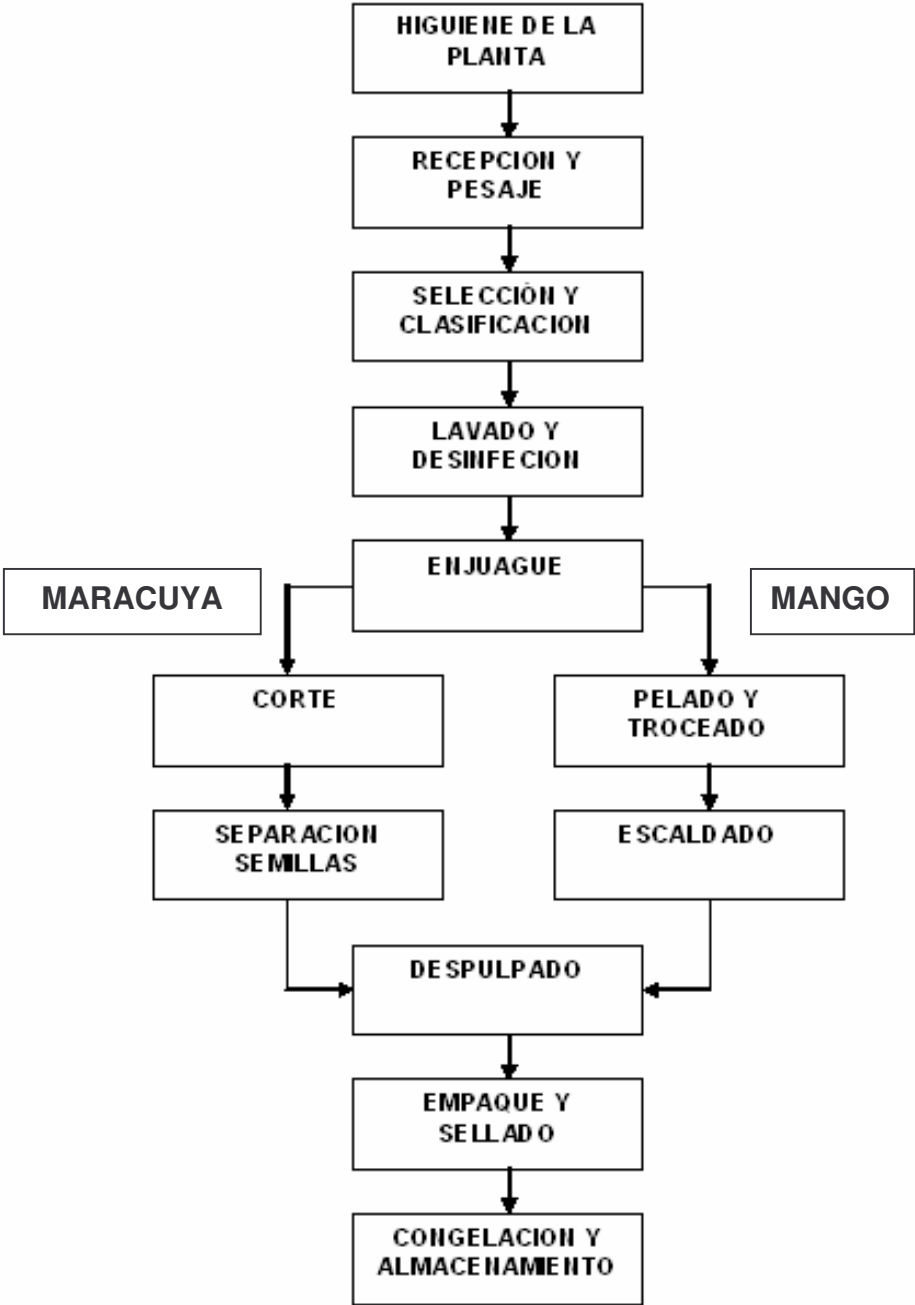 HIGUIENE DE LA
PLANTA
RECEPCION Y
PESAJE
SELECCIÓN Y
CLASIFICACION
LAVADO Y
DESINFECION
ENJUAGUE
MARACUYA
MANGO
CORTE
PELADO Y
TROCEADO
SEPARACION
SEMILLAS
ESCALDADO
DESPULPADO
EMPAQUE Y
SELLADO
CONGELACION Y
ALMACENAMIENTO